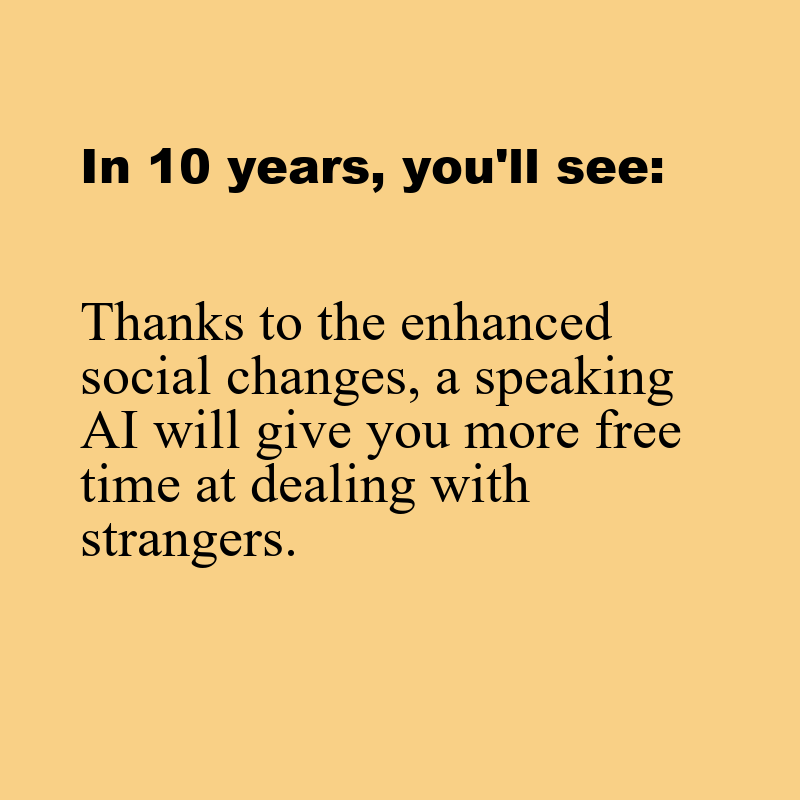 In 10 years, you'll see:
Thanks to the enhanced
social changes, a speaking
AI will give you more free
time at dealing with
strangers.